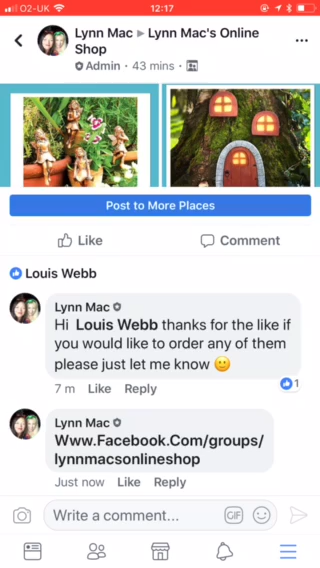 O2-UK 12:17
Lynn Mac ▸ Lynn Mac's Online
Shop
Admin · 43 mins ·
Post to More Places
Like Comment
Louis Webb
Lynn Mac
Hi Louis Webb thanks for the like if
you would like to order any of them
please just let me know 🙂
7 m Like Reply 1
Lynn Mac
Www.Facebook.Com/groups/
lynnmacsonlineshop
Just now Like Reply
Write a comment... GIF